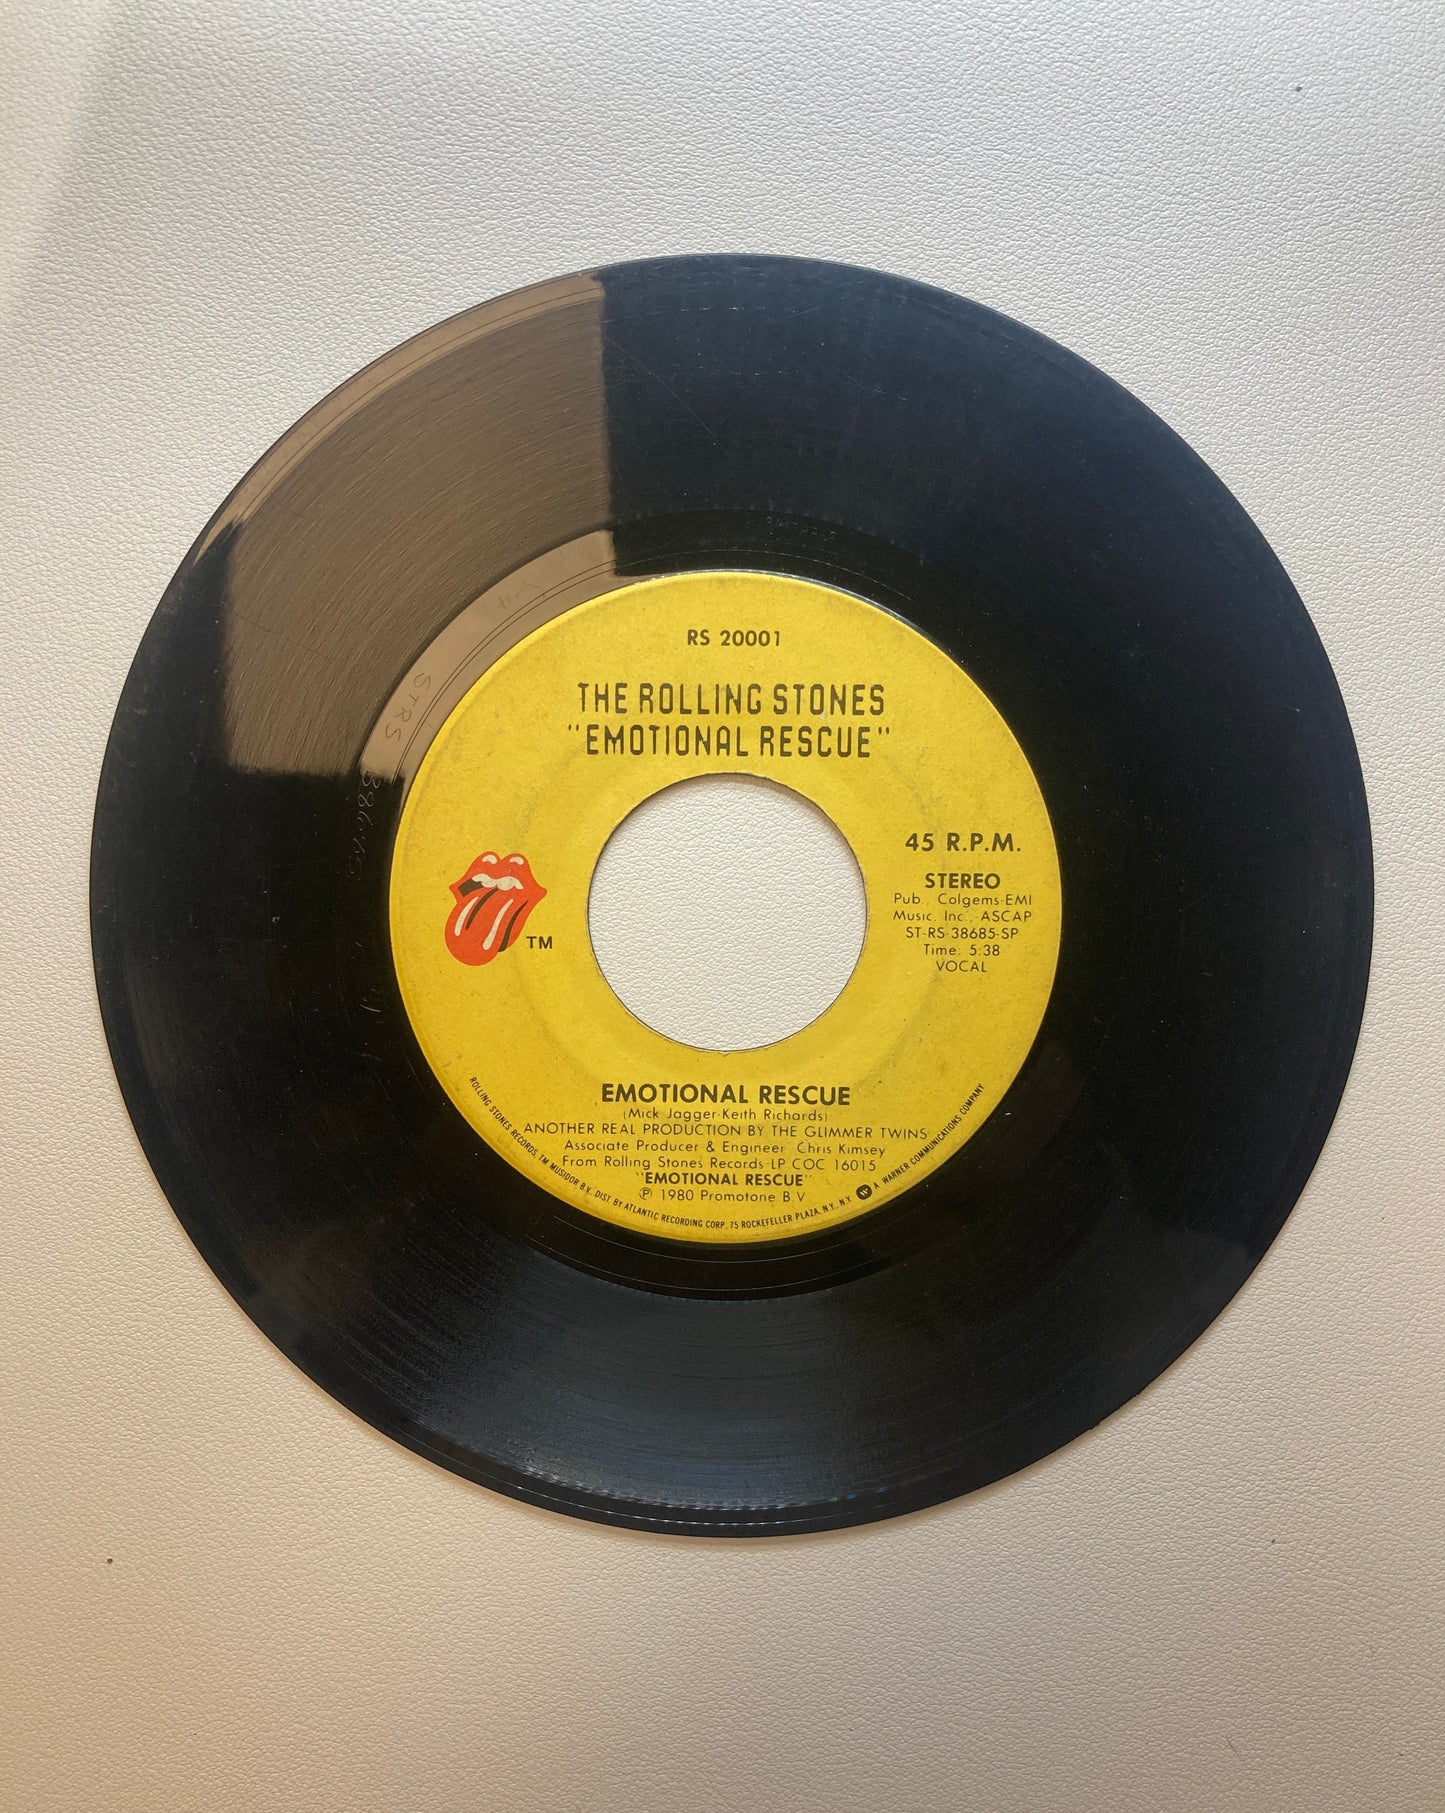 RS 20001
THE ROLLING STONES
"EMOTIONAL RESCUE"
45 R.P.M.
STEREO
Pub., Colgems-EMI
Music, Inc., ASCAP
ST-RS-38685-SP
Time: 5:38
VOCAL
TM
EMOTIONAL RESCUE
(Mick Jagger-Keith Richards)
ANOTHER REAL PRODUCTION BY THE GLIMMER TWINS
Associate Producer & Engineer Chris Kimsey
From Rolling Stones Records LP COC 16015
"EMOTIONAL RESCUE"
℗ 1980 Promotone B.V
ROLLING STONES RECORDS, TM MUSIDOR B.V. DIST. BY ATLANTIC RECORDING CORP., 75 ROCKEFELLER PLAZA, N.Y., N.Y. A WARNER COMMUNICATIONS COMPANY
STRS